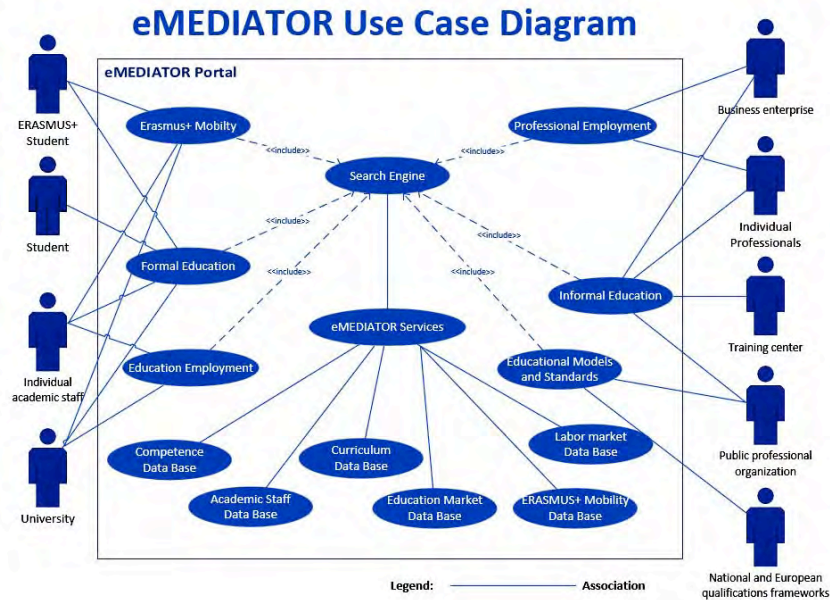 eMEDIATOR Use Case Diagram
eMEDIATOR Portal
ERASMUS+
Student
Student
Individual
academic staff
University
Erasmus+ Mobilty
Professional Employment
<<include>>
<<include>>
Search Engine
<<include>>
<<include>>
<<include>>
<<include>>
Formal Education
Informal Education
eMEDIATOR Services
Education Employment
Educational Models
and Standards
Competence
Data Base
Curriculum
Data Base
Labor market
Data Base
Academic Staff
Data Base
Education Market
Data Base
ERASMUS+ Mobility
Data Base
Business enterprise
Individual
Professionals
Training center
Public professional
organization
National and European
qualifications frameworks
Legend:
Association